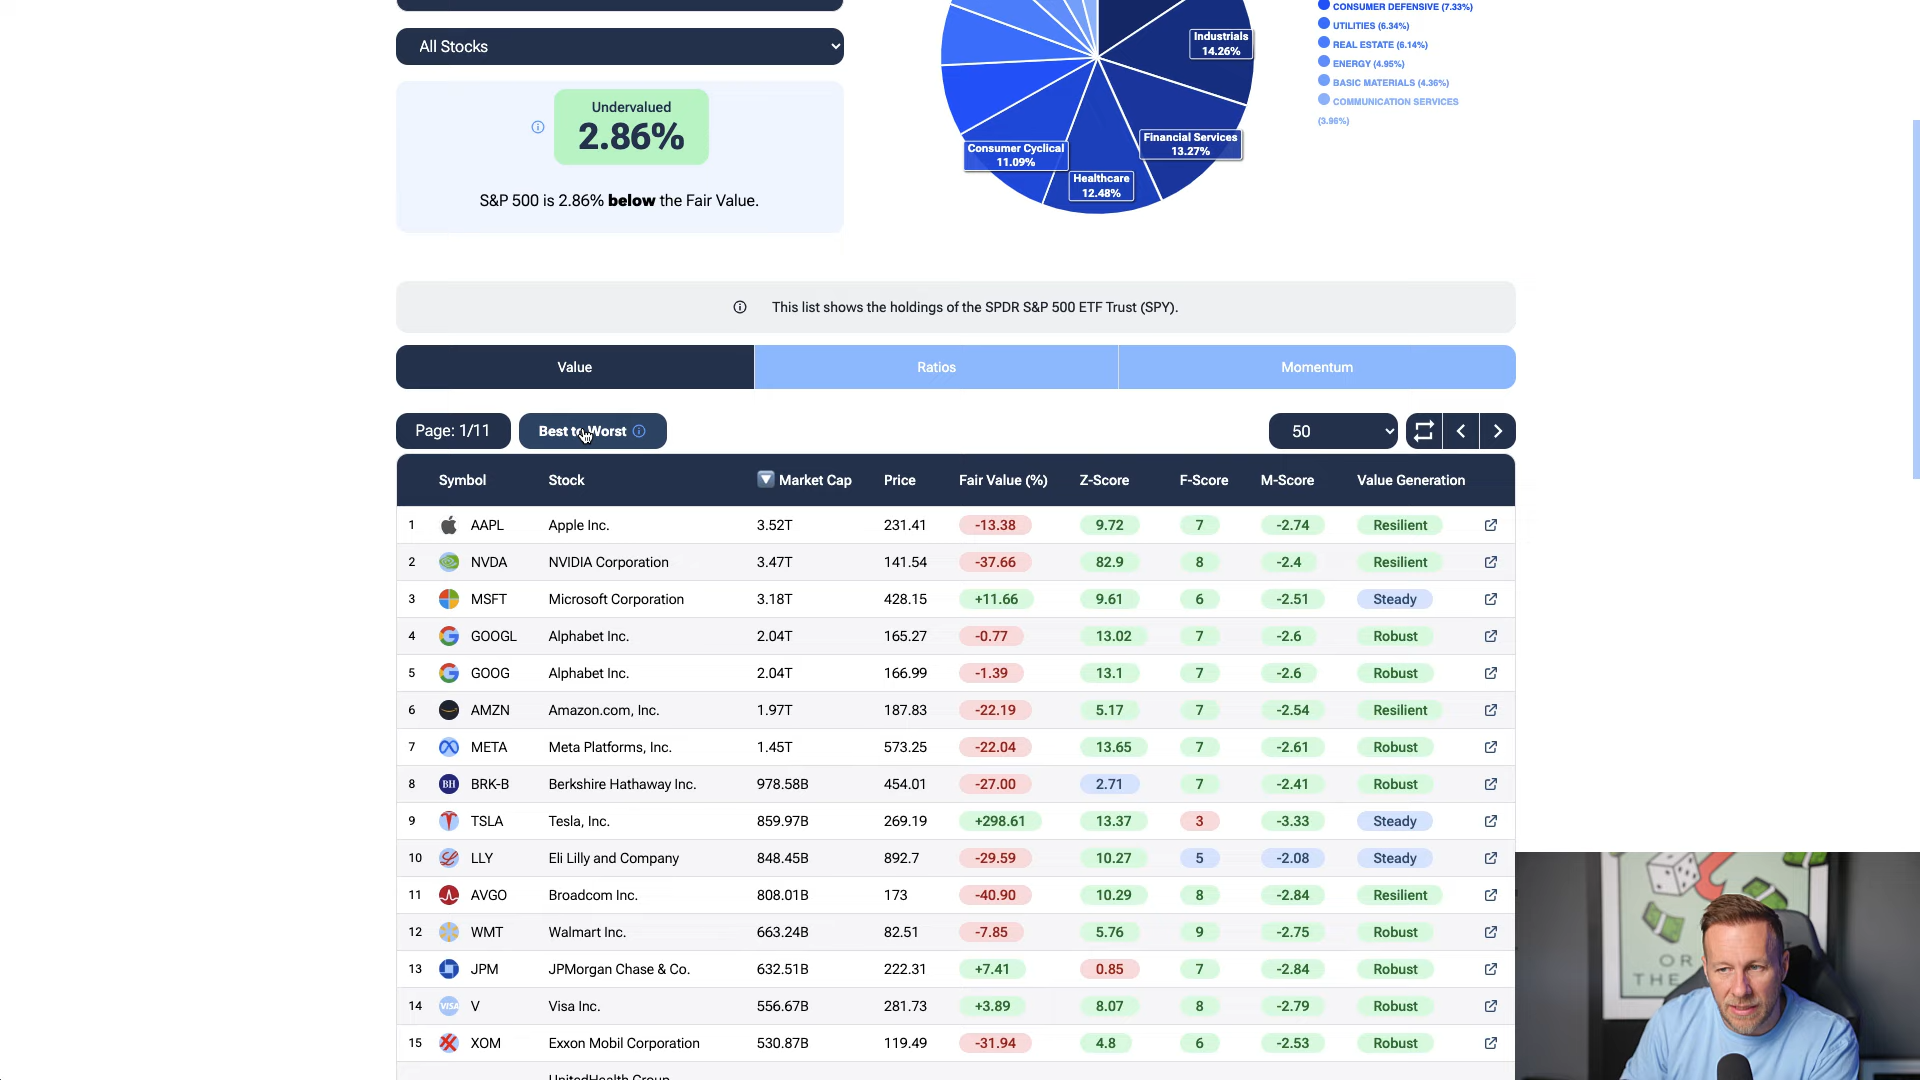 All Stocks
Undervalued
2.86%
S&P 500 is 2.86% below the Fair Value.
Industrials
14.26%
Financial Services
13.27%
Consumer Cyclical
11.09%
Healthcare
12.48%
CONSUMER DEFENSIVE (7.33%)
UTILITIES (6.34%)
REAL ESTATE (6.14%)
ENERGY (4.95%)
BASIC MATERIALS (4.36%)
COMMUNICATION SERVICES
(3.96%)
This list shows the holdings of the SPDR S&P 500 ETF Trust (SPY).
Value Ratios Momentum
Page: 1/11 Best to Worst 50
Symbol Stock Market Cap Price Fair Value (%) Z-Score F-Score M-Score Value Generation
1 AAPL Apple Inc. 3.52T 231.41 -13.38 9.72 7 -2.74 Resilient
2 NVDA NVIDIA Corporation 3.47T 141.54 -37.66 82.9 8 -2.4 Resilient
3 MSFT Microsoft Corporation 3.18T 428.15 +11.66 9.61 6 -2.51 Steady
4 GOOGL Alphabet Inc. 2.04T 165.27 -0.77 13.02 7 -2.6 Robust
5 GOOG Alphabet Inc. 2.04T 166.99 -1.39 13.1 7 -2.6 Robust
6 AMZN Amazon.com, Inc. 1.97T 187.83 -22.19 5.17 7 -2.54 Resilient
7 META Meta Platforms, Inc. 1.45T 573.25 -22.04 13.65 7 -2.61 Robust
8 BH BRK-B Berkshire Hathaway Inc. 978.58B 454.01 -27.00 2.71 7 -2.41 Robust
9 TSLA Tesla, Inc. 859.97B 269.19 +298.61 13.37 3 -3.33 Steady
10 LLY Eli Lilly and Company 848.45B 892.7 -29.59 10.27 5 -2.08 Steady
11 AVGO Broadcom Inc. 808.01B 173 -40.90 10.29 8 -2.84 Resilient
12 WMT Walmart Inc. 663.24B 82.51 -7.85 5.76 9 -2.75 Robust
13 JPM JPMorgan Chase & Co. 632.51B 222.31 +7.41 0.85 7 -2.84 Robust
14 VISA V Visa Inc. 556.67B 281.73 +3.89 8.07 8 -2.79 Robust
15 XOM Exxon Mobil Corporation 530.87B 119.49 -31.94 4.8 6 -2.53 Robust
UnitedHealth Group
OR
THE